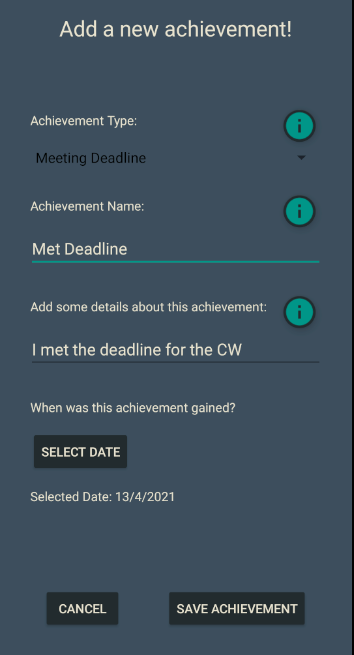 Add a new achievement!
Achievement Type:
Meeting Deadline
Achievement Name:
Met Deadline
Add some details about this achievement:
I met the deadline for the CW
When was this achievement gained?
SELECT DATE
Selected Date: 13/4/2021
CANCEL SAVE ACHIEVEMENT